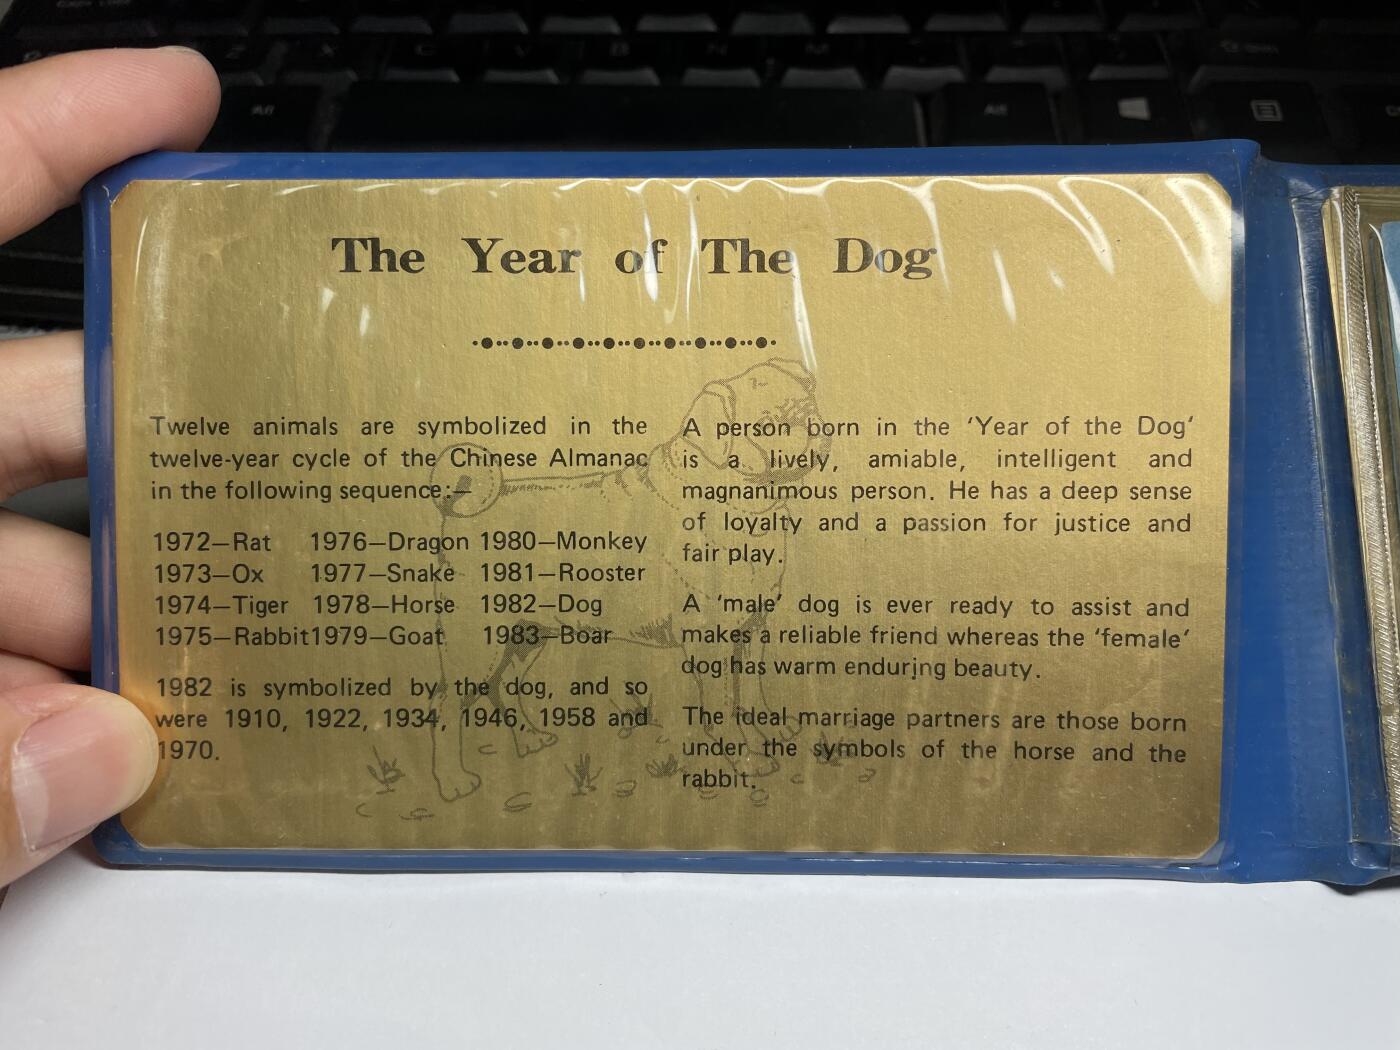 Alt
Alt
The Year of The Dog
Twelve animals are symbolized in the
twelve-year cycle of the Chinese Almanac
in the following sequence:—
1972—Rat 1976—Dragon 1980—Monkey
1973—Ox 1977—Snake 1981—Rooster
1974—Tiger 1978—Horse 1982—Dog
1975—Rabbit 1979—Goat 1983—Boar
1982 is symbolized by the dog, and so
were 1910, 1922, 1934, 1946, 1958 and
1970.
A person born in the 'Year of the Dog'
is a lively, amiable, intelligent and
magnanimous person. He has a deep sense
of loyalty and a passion for justice and
fair play.
A 'male' dog is ever ready to assist and
makes a reliable friend whereas the 'female'
dog has warm enduring beauty.
The ideal marriage partners are those born
under the symbols of the horse and the
rabbit.